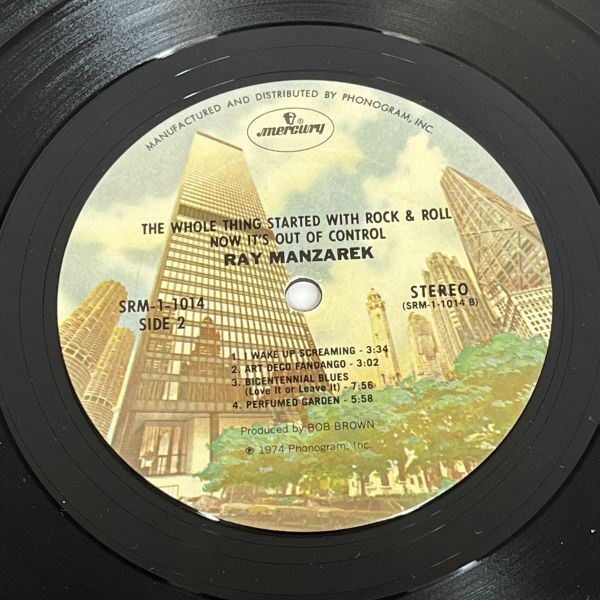 MANUFACTURED AND DISTRIBUTED BY PHONOGRAM, INC.
mercury ®
THE WHOLE THING STARTED WITH ROCK & ROLL
NOW IT'S OUT OF CONTROL
RAY MANZAREK
SRM-1-1014
SIDE 2
STEREO
(SRM-1-1014 B)
1. I WAKE UP SCREAMING - 3:34
2. ART DECO FANDANGO - 3:02
3. BICENTENNIAL BLUES
(Love It or Leave It) - 7:56
4. PERFUMED GARDEN - 5:58
Produced by BOB BROWN
℗ 1974 Phonogram, Inc.